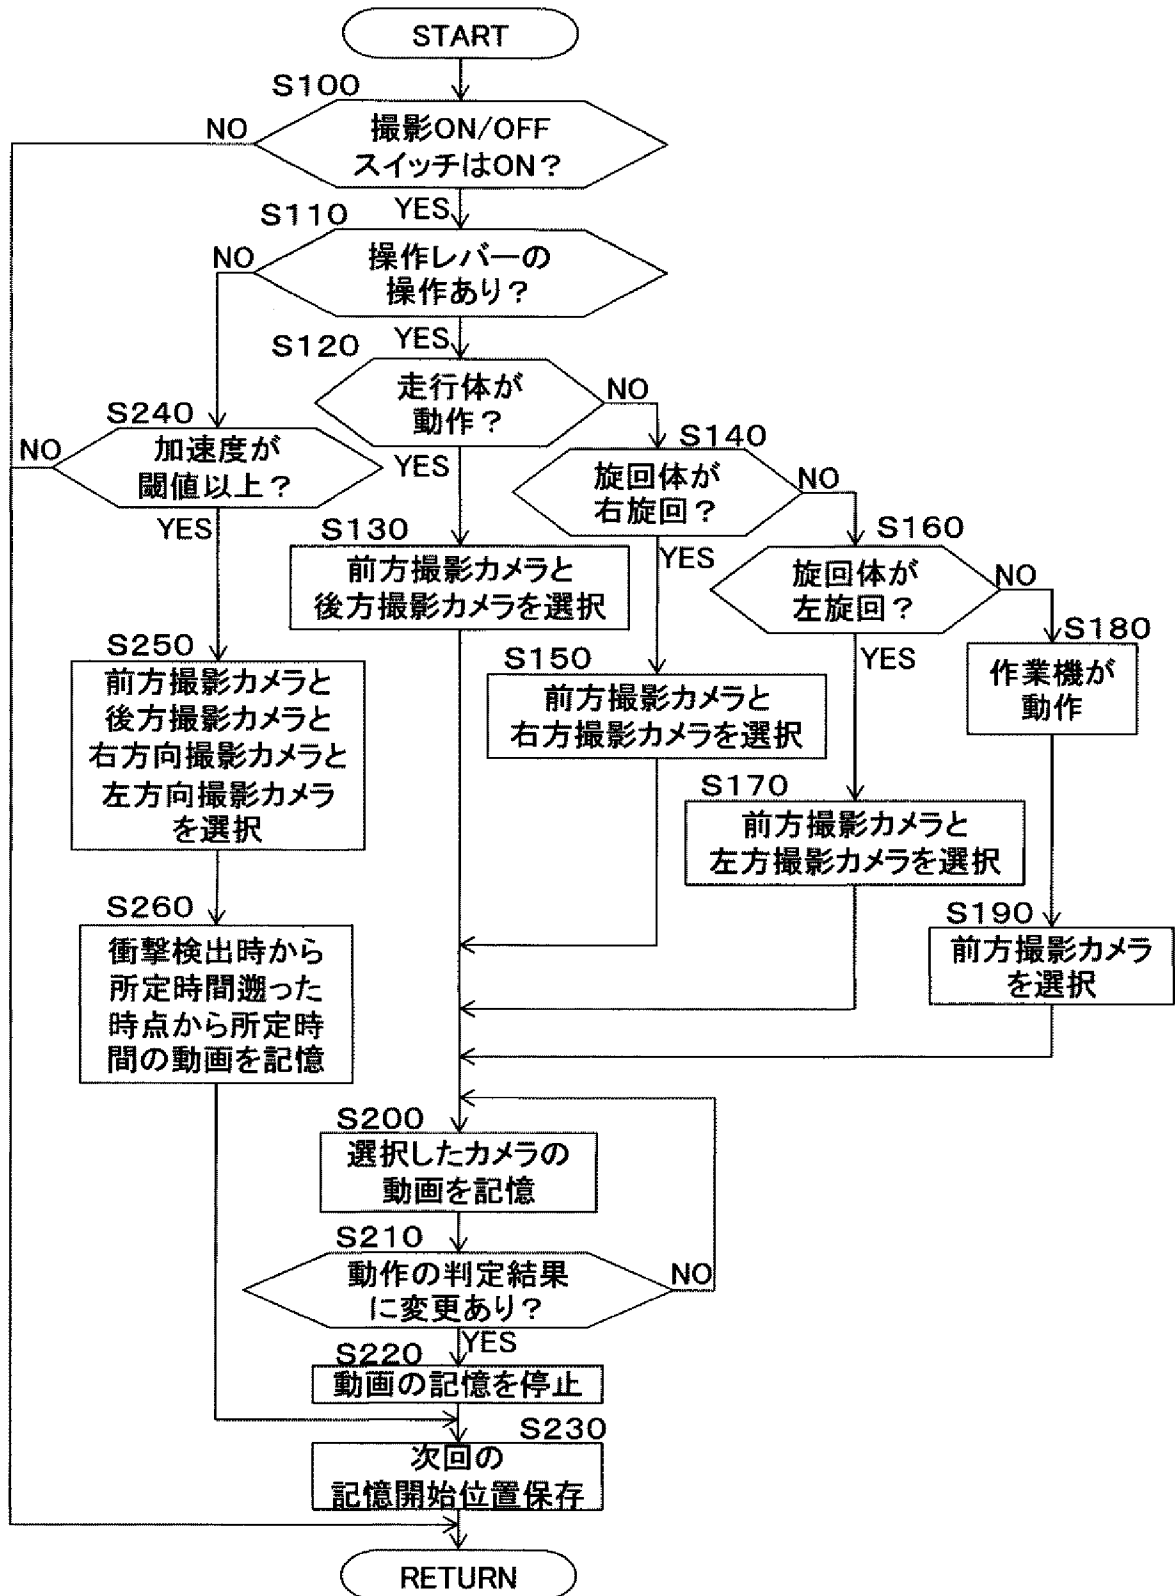 START
S100
撮影ON/OFF
スイッチはON？
NO
YES
S110
操作レバーの
操作あり？
NO
YES
S120
走行体が
動作？
NO
YES
S240
加速度が
閾値以上？
NO
YES
S140
旋回体が
右旋回？
NO
YES
S130
前方撮影カメラと
後方撮影カメラを選択
S160
旋回体が
左旋回？
NO
YES
S250
前方撮影カメラと
後方撮影カメラと
右方向撮影カメラと
左方向撮影カメラ
を選択
S150
前方撮影カメラと
右方撮影カメラを選択
S180
作業機が
動作
S170
前方撮影カメラと
左方撮影カメラを選択
S260
衝撃検出時から
所定時間遡った
時点から所定時
間の動画を記憶
S190
前方撮影カメラ
を選択
S200
選択したカメラの
動画を記憶
S210
動作の判定結果
に変更あり？
NO
YES
S220
動画の記憶を停止
S230
次回の
記憶開始位置保存
RETURN